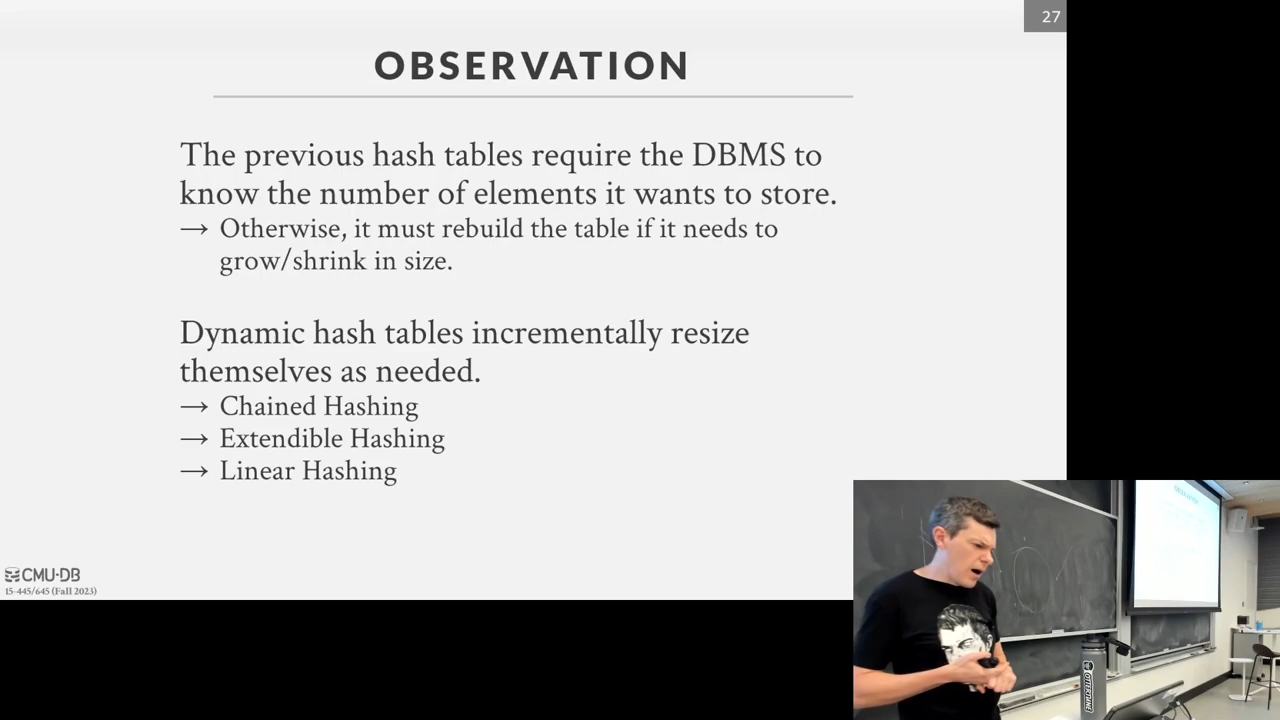 27
OBSERVATION
The previous hash tables require the DBMS to
know the number of elements it wants to store.
→ Otherwise, it must rebuild the table if it needs to
grow/shrink in size.
Dynamic hash tables incrementally resize
themselves as needed.
→ Chained Hashing
→ Extendible Hashing
→ Linear Hashing
CMU·DB
15-445/645 (Fall 2023)
OTTERTUNE